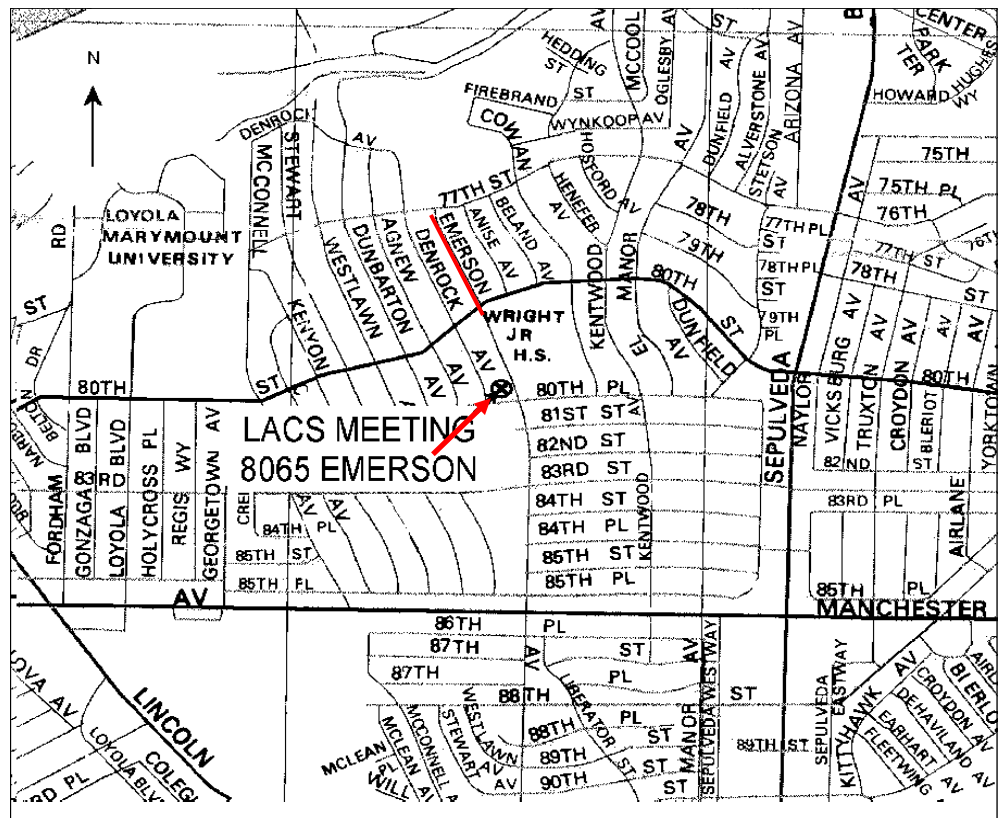 N
ST
AV
B
CENTER
PARK
TER
HUGHES
WY
HOWARD
HEDDING
ST
MCCOOL
OGLESBY AV
DUNFIELD AV
ALVERSTONE AV
STETSON AV
ARIZONA AV
FIREBRAND ST
WYNKOOP AV
COWAN
DENROCK AV
STEWART
MCCONNELL
HENEFER
AV
AV
75TH
75TH PL
76TH
77TH ST
78TH
79TH
77TH PL
ST
78TH PL
ST
79TH
PL
77TH ST
78TH
ST
76TH
LOYOLA
MARYMOUNT
UNIVERSITY
RD
ST
DR
EMERSON
ANISE AV
BELAND AV
DENROCK
AGNEW
DUNBARTON
WESTLAWN
KENYON
KENTWOOD
MANOR
EL
AV
DUNFIELD
80TH
ST
WRIGHT
JR
H.S.
AV
AV
AV
80TH
ST
80TH PL
81ST ST
82ND ST
83RD ST
84TH ST
84TH PL
85TH ST
85TH PL
KENTWOOD
AV
LACS MEETING
8065 EMERSON
SEPULVEDA
NAYLOR
VICKSBURG AV
TRUXTON AV
CROYDON AV
BLERIOT AV
YORKTOWN
80TH
82ND ST
83RD PL
AIRLANE
85TH PL
FORDHAM
GONZAGA BLVD
LOYOLA BLVD
HOLYCROSS PL
REGIS WY
GEORGETOWN AV
83RD
84TH PL
85TH ST
85TH PL
AV
AV
AV
MANCHESTER
86TH PL
87TH ST
87TH PL
88TH ST
88TH PL
89TH ST
90TH ST
AV
LIBERATOR
ST
MANOR AV
SEPULVEDA WESTWAY
89TH ST
SEPULVEDA EASTWAY
KITTYHAWK AV
CROYDON AV
DEHAVILAND AV
EARHART AV
FLEETWING
LINCOLN
LOYOLA BLV
MCLEAN
PL
MCLEAN AV
MCCONNELL AV
STEWART AV
WESTLAWN AV
WILL
PL